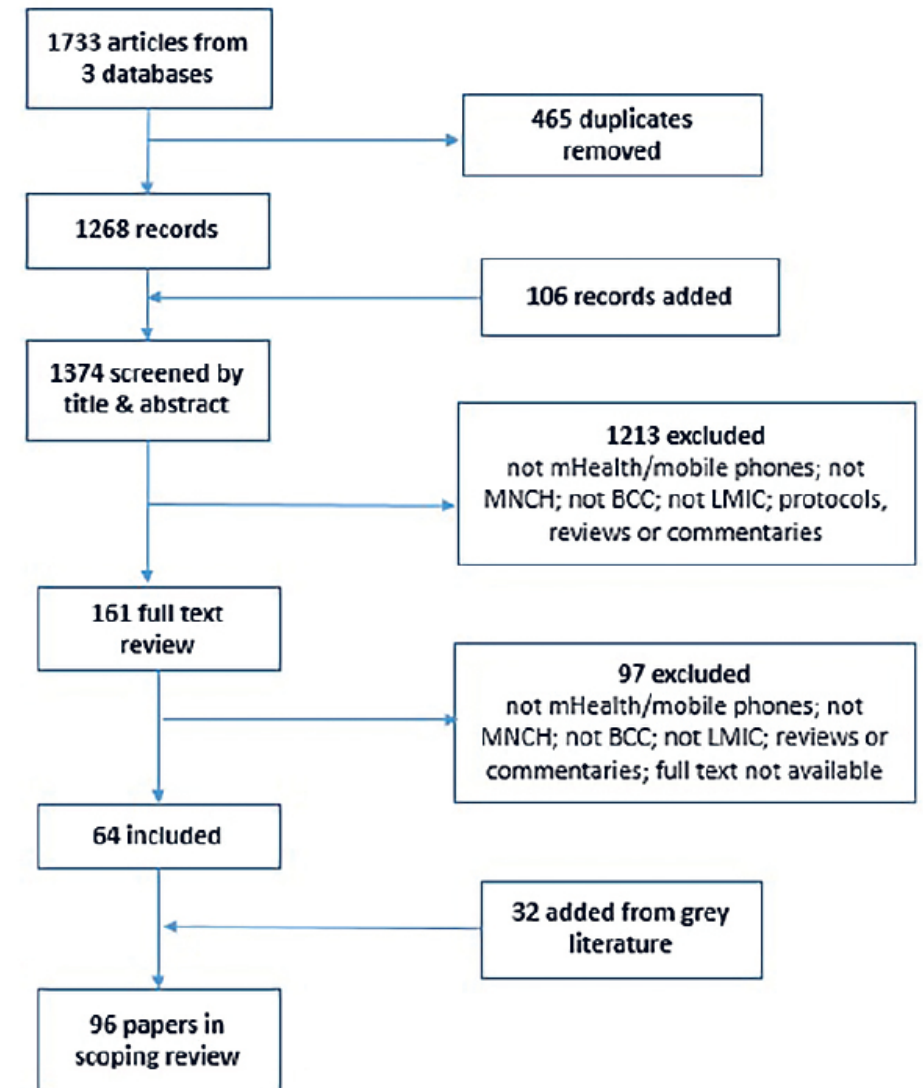 1733 articles from
3 databases
465 duplicates
removed
1268 records
106 records added
1374 screened by
title & abstract
1213 excluded
not mHealth/mobile phones; not
MNCH; not BCC; not LMIC; protocols,
reviews or commentaries
161 full text
review
97 excluded
not mHealth/mobile phones; not
MNCH; not BCC; not LMIC; reviews or
commentaries; full text not available
64 included
32 added from grey
literature
96 papers in
scoping review